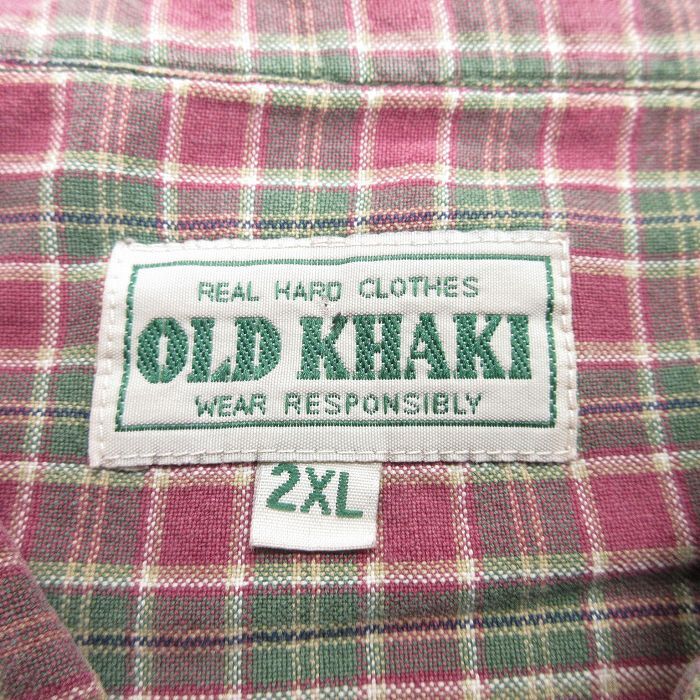 REAL HARD CLOTHES
OLD KHAKI
WEAR RESPONSIBLY
2XL